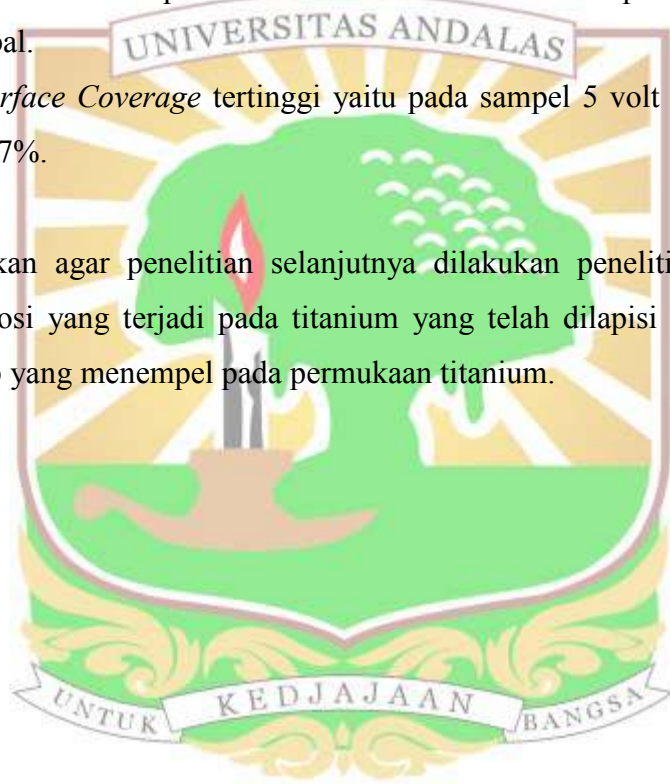 pal.
UNIVERSITAS ANDALAS
rface Coverage tertinggi yaitu pada sampel 5 volt
7%.
kan agar penelitian selanjutnya dilakukan peneliti
osi yang terjadi pada titanium yang telah dilapisi
yang menempel pada permukaan titanium.
UNTUK KEDJAJAAN BANGSA